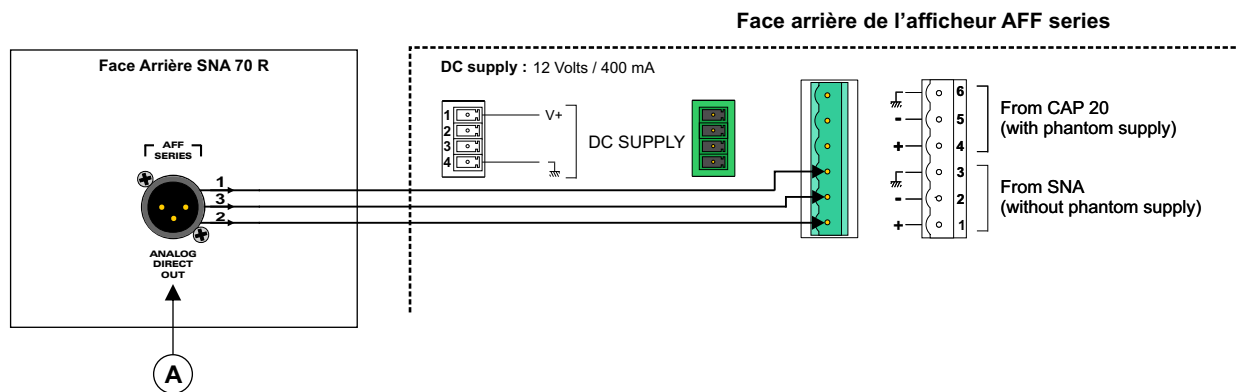 Face arrière de l'afficheur AFF series
Face Arrière SNA 70 R
AFF
SERIES
1
3
2
ANALOG
DIRECT
OUT
A
DC supply : 12 Volts / 400 mA
1
2
3
4
V+
DC SUPPLY
6
-
5
+
4
3
-
2
+
1
From CAP 20
(with phantom supply)
From SNA
(without phantom supply)